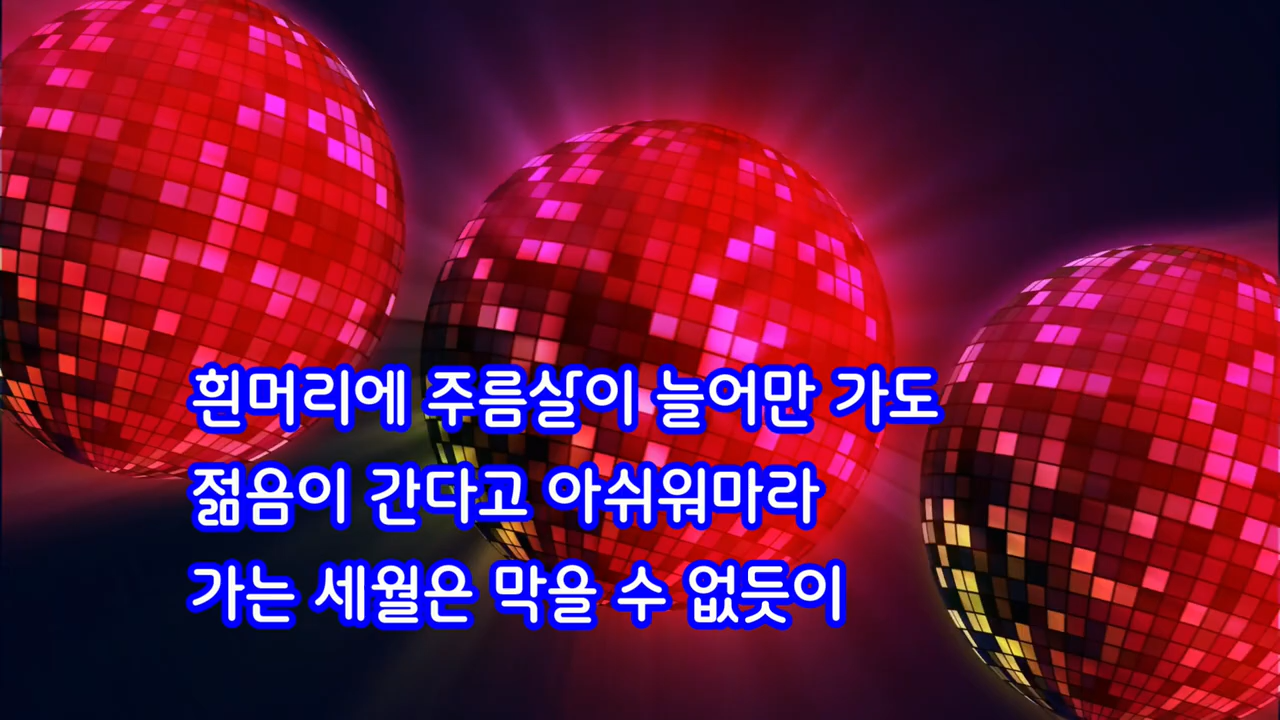 흰머리에 주름살이 늘어만 가도
젊음이 간다고 아쉬워마라
가는 세월은 막을 수 없듯이